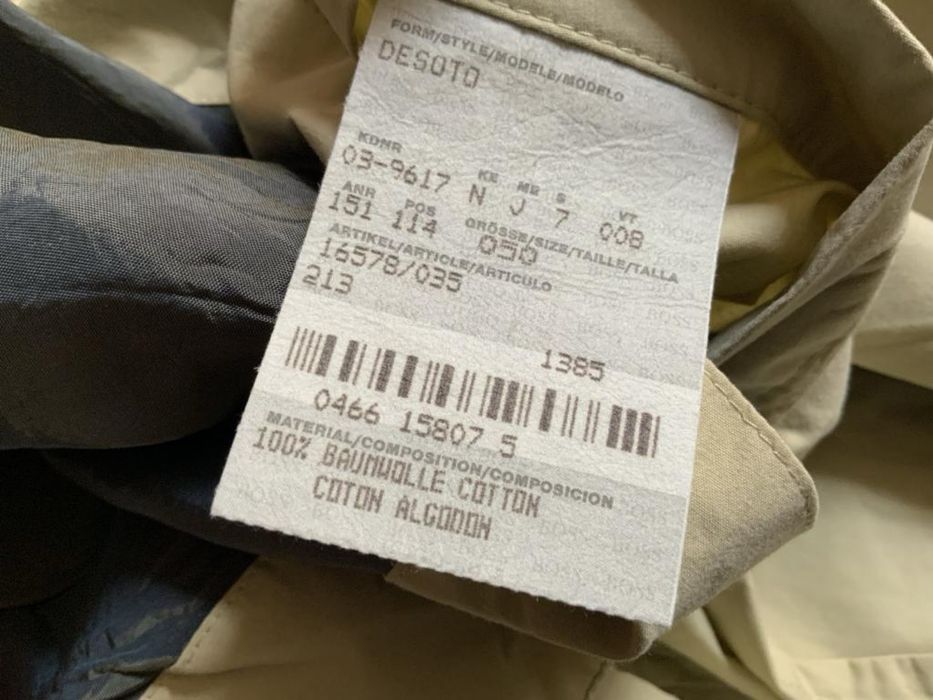 FORM/STYLE/MODELE/MODELO
DESOTO
KDNR KE ME S VT
03-9617 N J 7 008
ANR POS GRÖSSE/SIZE/TAILLE/TALLA
151 114 050
ARTIKEL/ARTICLE/ARTICULO
16578/035
213
1385
0466 15807 5
MATERIAL/COMPOSITION/COMPOSICION
100% BAUMWOLLE COTTON
COTON ALGODON
BOSS